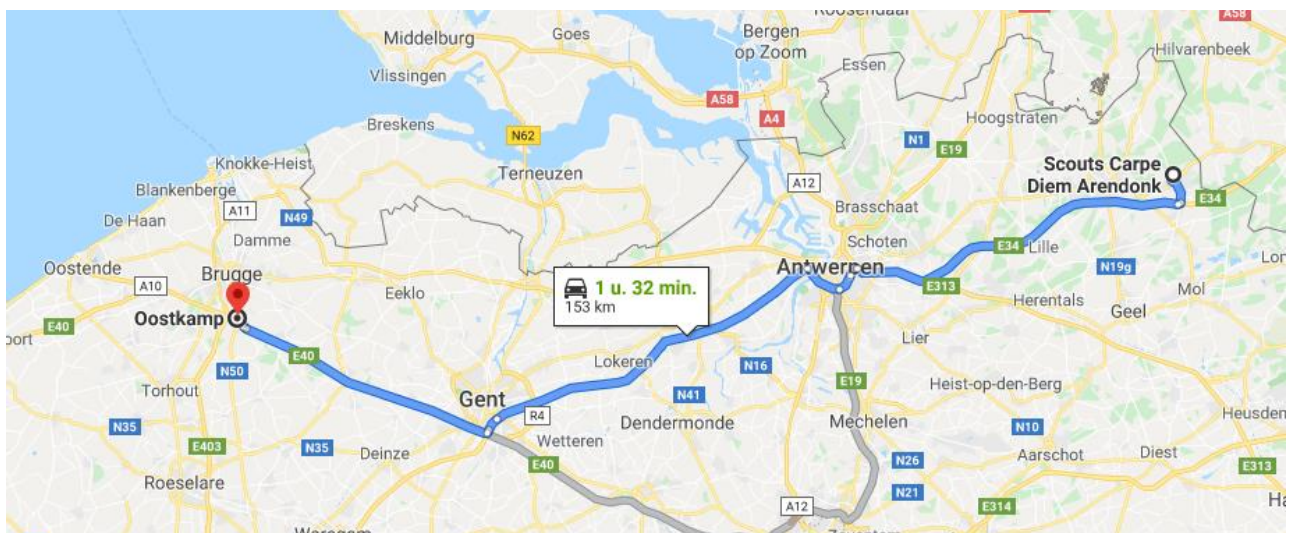 Roosendaal
A58
Middelburg
Goes
Bergen
op Zoom
Hilvarenbeek
Essen
Vlissingen
A58
A4
Hoogstraten
Breskens
N62
N1
E19
Knokke-Heist
Terneuzen
Scouts Carpe
Diem Arendonk
A12
Blankenberge
A11
N49
Brasschaat
E34
De Haan
Damme
Schoten
E34
Lille
Oostende
Brugge
Antwerpen
N19g
A10
Eeklo
1 u. 32 min.
153 km
E313
Mol
Herentals
Geel
Oostkamp
E40
Lier
E40
Lokeren
N16
N50
E19
Heist-op-den-Berg
Torhout
Gent
N41
R4
Dendermonde
Mechelen
Heusden
N35
N10
E403
N35
Deinze
Wetteren
E40
N26
Aarschot
Diest
E313
Roeselare
N21
A12
E314
Waregem
Zaventem